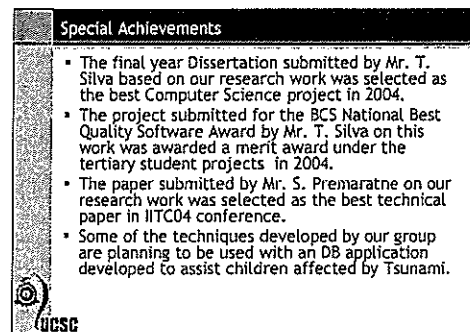 Special Achievements
▪ The final year Dissertation submitted by Mr. T.
Silva based on our research work was selected as
the best Computer Science project in 2004.
▪ The project submitted for the BCS National Best
Quality Software Award by Mr. T. Silva on this
work was awarded a merit award under the
tertiary student projects in 2004.
▪ The paper submitted by Mr. S. Premaratne on our
research work was selected as the best technical
paper in IITC04 conference.
▪ Some of the techniques developed by our group
are planning to be used with an DB application
developed to assist children affected by Tsunami.
UCSC